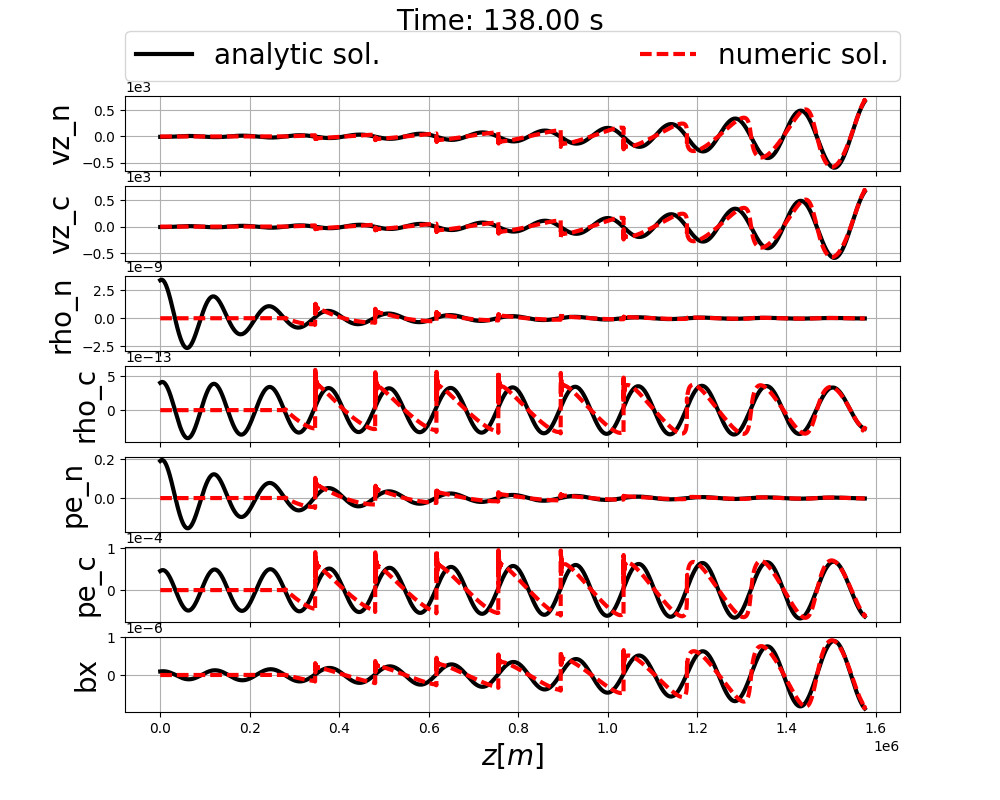 Time: 138.00 s
analytic sol. numeric sol.
1e3
vz_n
0.5
0.0
−0.5
1e3
vz_c
0.5
0.0
−0.5
1e−9
rho_n
2.5
0.0
−2.5
1e−13
rho_c
5
0
pe_n
0.2
0.0
1e−4
pe_c
1
0
1e−6
bx
1
0
0.0 0.2 0.4 0.6 0.8 1.0 1.2 1.4 1.6
1e6
z[m]